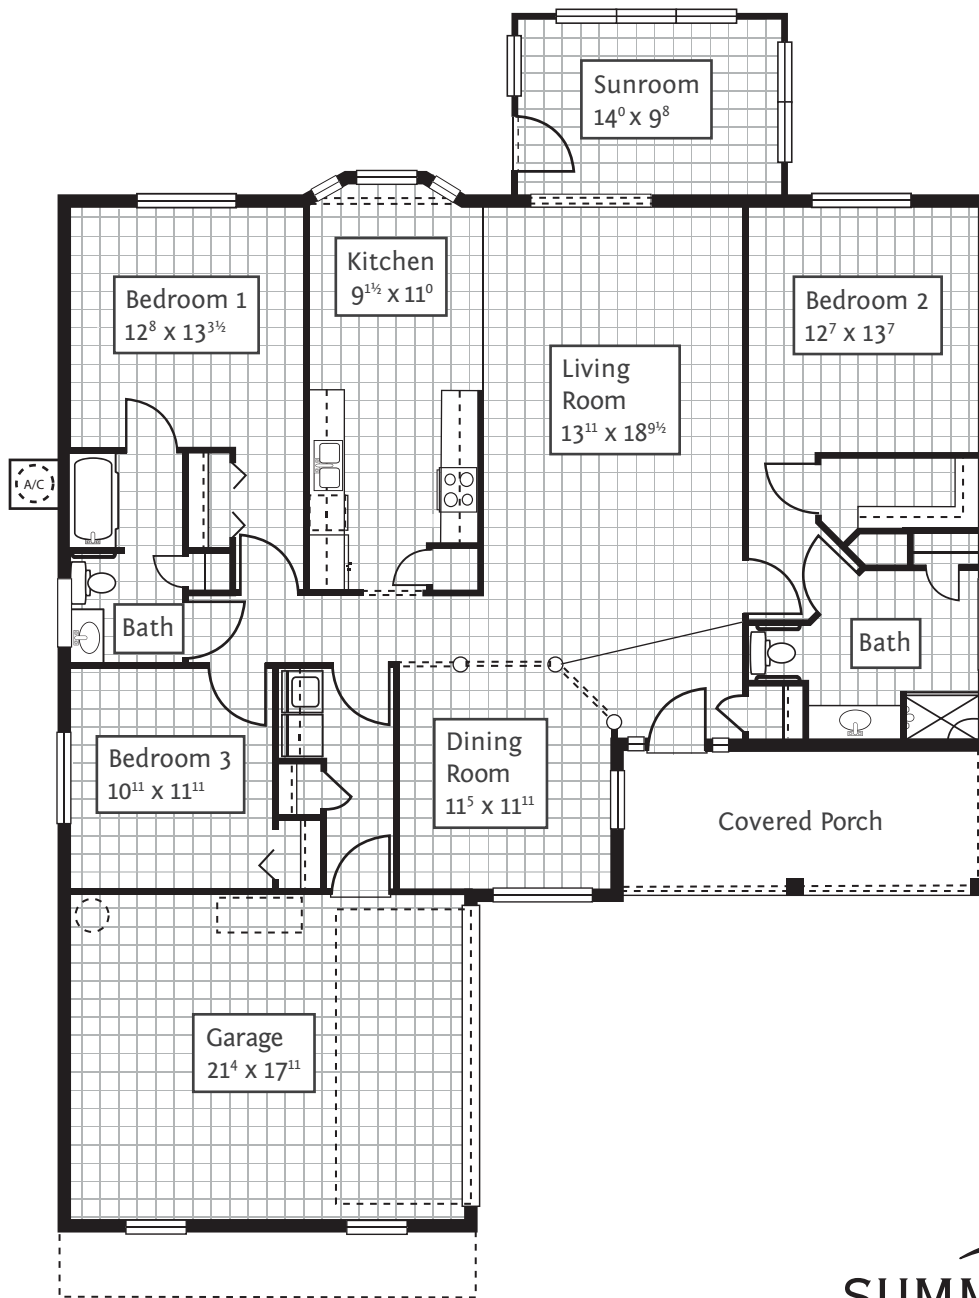 Sunroom
14⁰ x 9⁸
Kitchen
9¹½ x 11⁰
Bedroom 1
12⁸ x 13³½
Bedroom 2
12⁷ x 13⁷
Living
Room
13¹¹ x 18⁹½
A/C
Bath
Bath
Bedroom 3
10¹¹ x 11¹¹
Dining
Room
11⁵ x 11¹¹
Covered Porch
Garage
21⁴ x 17¹¹